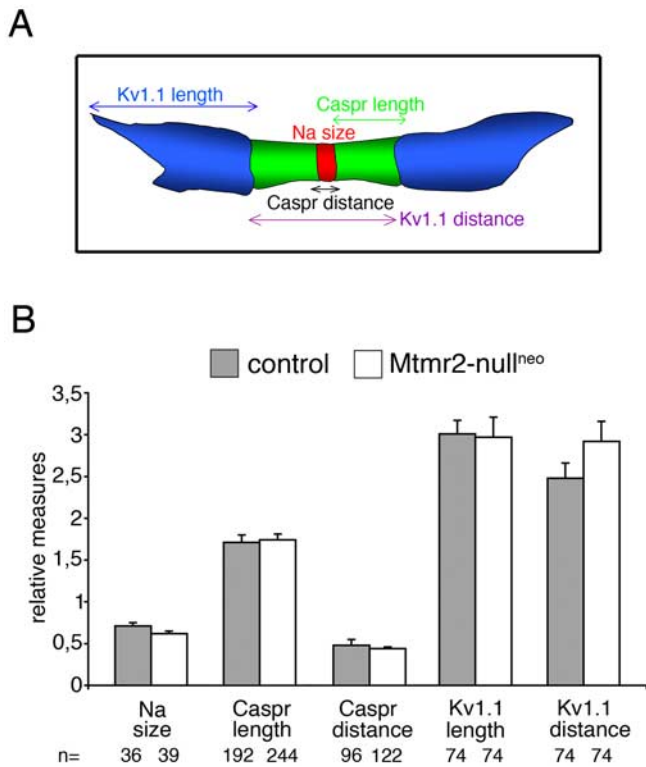 A
Kv1.1 length
Caspr length
Na size
Caspr distance
Kv1.1 distance
B
control Mtmr2-null^neo
relative measures
3,5
3
2,5
2
1,5
1
0,5
0
Na size
Caspr length
Caspr distance
Kv1.1 length
Kv1.1 distance
n= 36 39 192 244 96 122 74 74 74 74